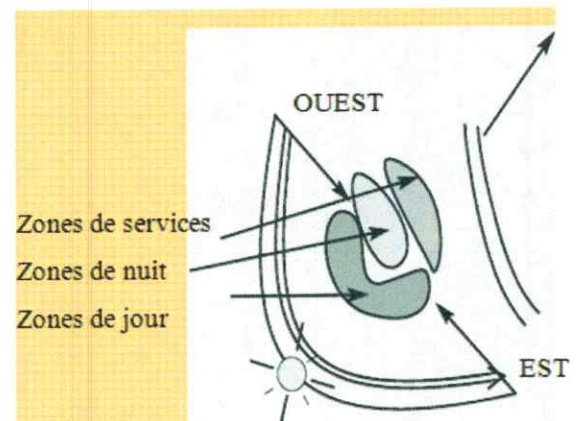 OUEST
Zones de services
Zones de nuit
Zones de jour
EST